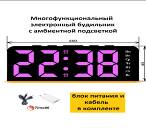 Многофункциональный
электронный будильник
с амбиентной подсветкой
22:38
блок питания и
кабель
в комплекте